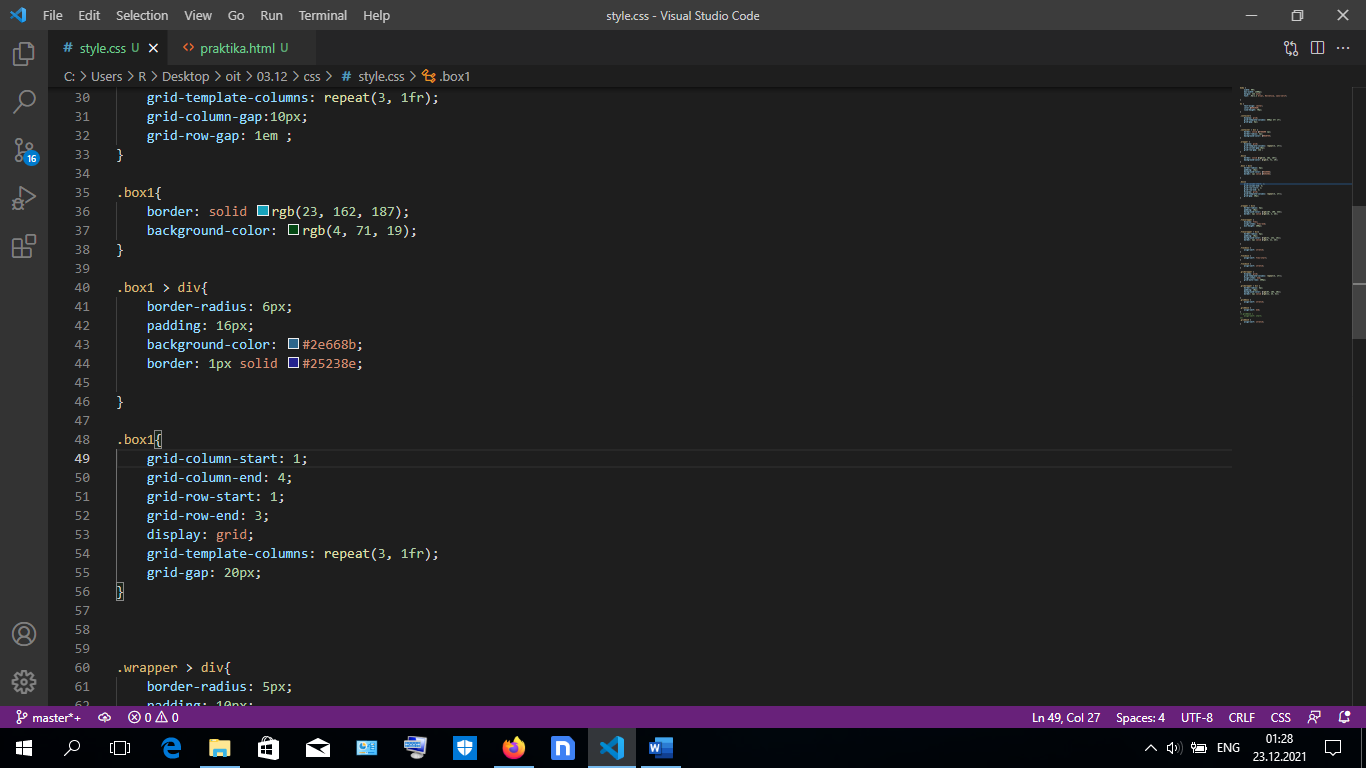 File Edit Selection View Go Run Terminal Help style.css - Visual Studio Code
# style.css U praktika.html U
C: > Users > R > Desktop > oit > 03.12 > css > # style.css > .box1
30 grid-template-columns: repeat(3, 1fr);
31 grid-column-gap:10px;
32 grid-row-gap: 1em ;
33 }
34
35 .box1{
36 border: solid rgb(23, 162, 187);
37 background-color: rgb(4, 71, 19);
38 }
39
40 .box1 > div{
41 border-radius: 6px;
42 padding: 16px;
43 background-color: #2e668b;
44 border: 1px solid #25238e;
45
46 }
47
48 .box1{
49 grid-column-start: 1;
50 grid-column-end: 4;
51 grid-row-start: 1;
52 grid-row-end: 3;
53 display: grid;
54 grid-template-columns: repeat(3, 1fr);
55 grid-gap: 20px;
56 }
57
58
59
60 .wrapper > div{
61 border-radius: 5px;
62 padding: 10px;
16
master*+ 0 0 Ln 49, Col 27 Spaces: 4 UTF-8 CRLF CSS
ENG 01:28
23.12.2021